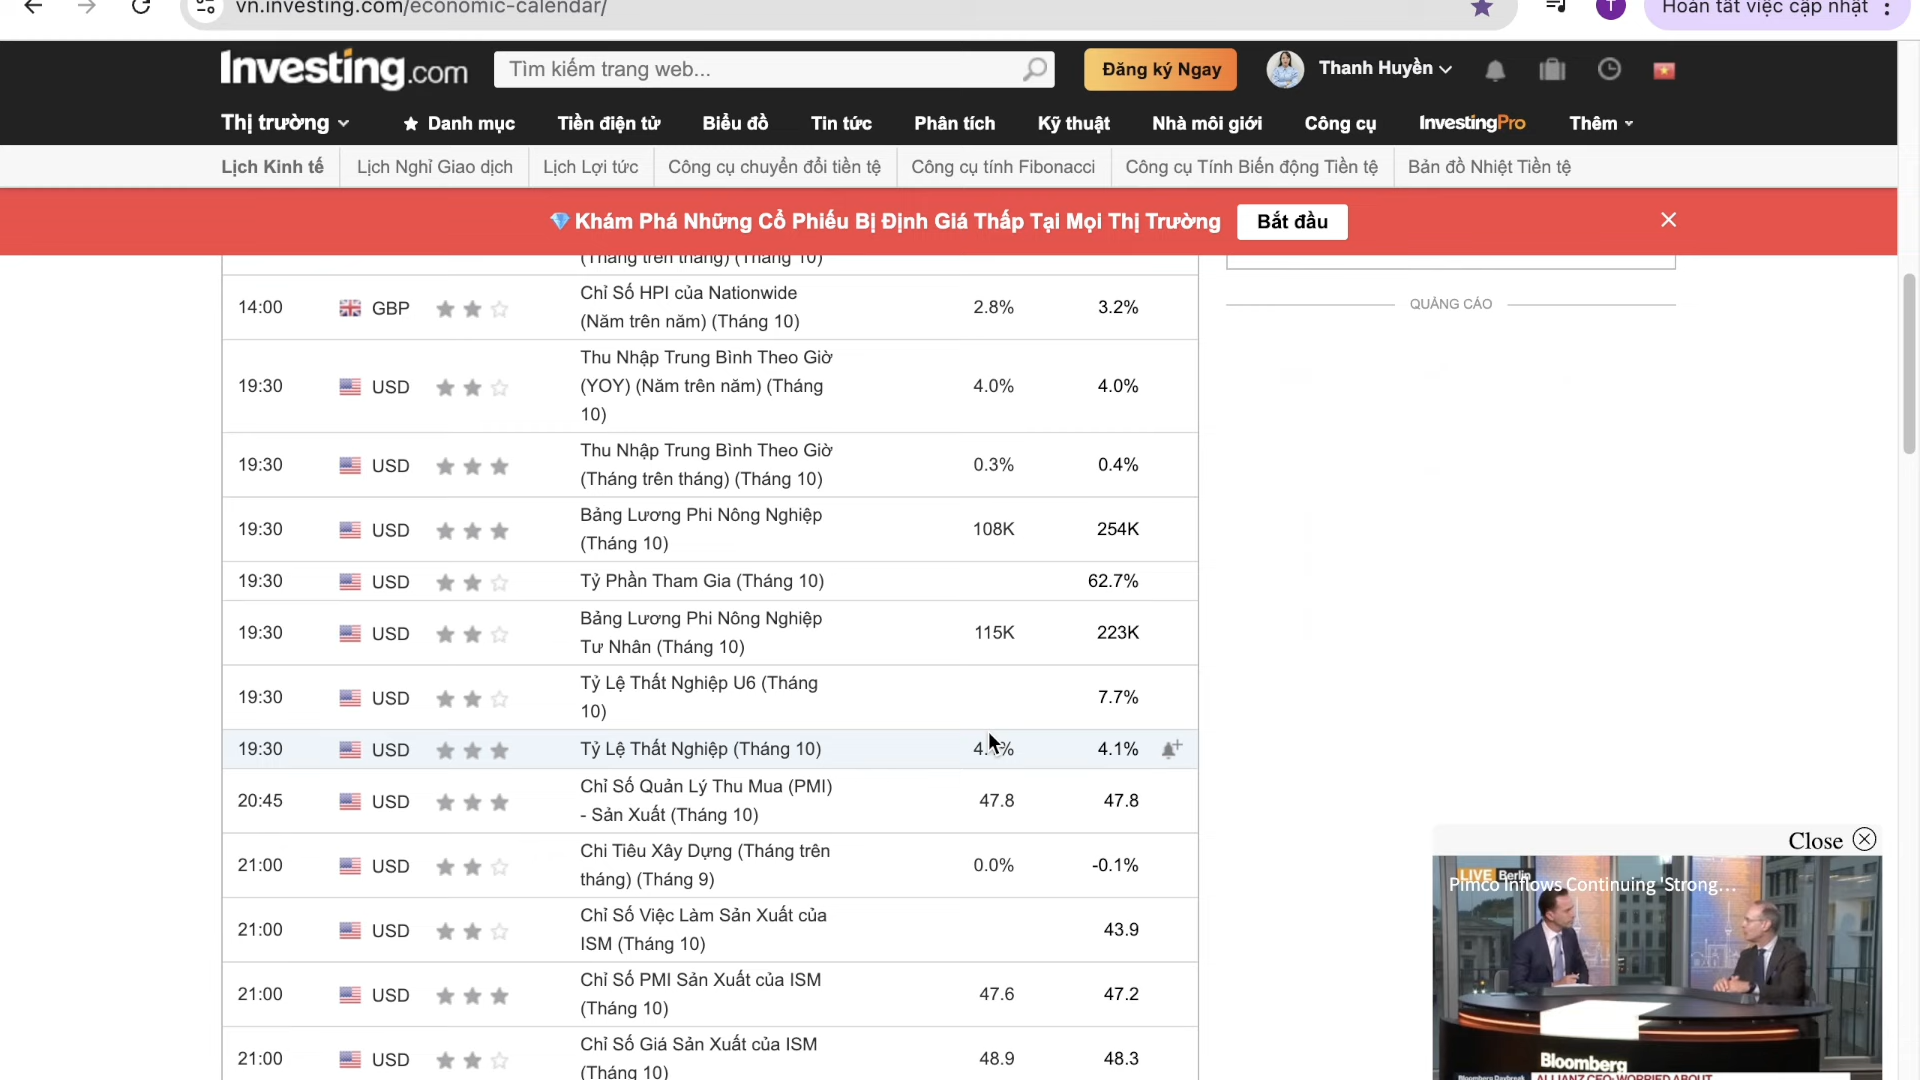 vn.investing.com/economic-calendar/
T
Hoàn tất việc cập nhật
Investing.com
Tìm kiếm trang web...
Đăng ký Ngay
Thanh Huyền
Thị trường
Danh mục
Tiền điện tử
Biểu đồ
Tin tức
Phân tích
Kỹ thuật
Nhà môi giới
Công cụ
InvestingPro
Thêm
Lịch Kinh tế
Lịch Nghỉ Giao dịch
Lịch Lợi tức
Công cụ chuyển đổi tiền tệ
Công cụ tính Fibonacci
Công cụ Tính Biến động Tiền tệ
Bản đồ Nhiệt Tiền tệ
Khám Phá Những Cổ Phiếu Bị Định Giá Thấp Tại Mọi Thị Trường
Bắt đầu
(Tháng trên tháng) (Tháng 10)
14:00 GBP Chỉ Số HPI của Nationwide 2.8% 3.2%
(Năm trên năm) (Tháng 10)
QUẢNG CÁO
19:30 USD Thu Nhập Trung Bình Theo Giờ 4.0% 4.0%
(YOY) (Năm trên năm) (Tháng
10)
19:30 USD Thu Nhập Trung Bình Theo Giờ 0.3% 0.4%
(Tháng trên tháng) (Tháng 10)
19:30 USD Bảng Lương Phi Nông Nghiệp 108K 254K
(Tháng 10)
19:30 USD Tỷ Phần Tham Gia (Tháng 10) 62.7%
19:30 USD Bảng Lương Phi Nông Nghiệp 115K 223K
Tư Nhân (Tháng 10)
19:30 USD Tỷ Lệ Thất Nghiệp U6 (Tháng 7.7%
10)
19:30 USD Tỷ Lệ Thất Nghiệp (Tháng 10) 4.1%
20:45 USD Chỉ Số Quản Lý Thu Mua (PMI) 47.8 47.8
- Sản Xuất (Tháng 10)
21:00 USD Chi Tiêu Xây Dựng (Tháng trên 0.0% -0.1%
tháng) (Tháng 9)
21:00 USD Chỉ Số Việc Làm Sản Xuất của 43.9
ISM (Tháng 10)
21:00 USD Chỉ Số PMI Sản Xuất của ISM 47.6 47.2
(Tháng 10)
21:00 USD Chỉ Số Giá Sản Xuất của ISM 48.9 48.3
(Tháng 10)
Close
LIVE Berlin
Pimco Inflows Continuing 'Strong...
Bloomberg
Bloomberg Daybreak
ALLIANZ CEO: WORRIED ABOUT